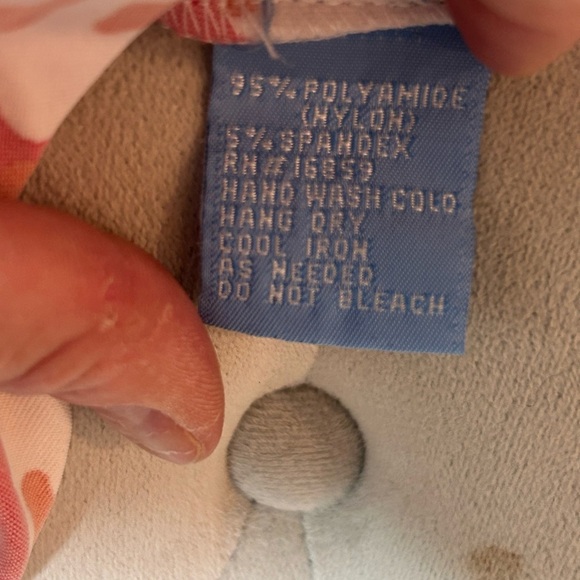 95% POLYAMIDE
(NYLON)
5% SPANDEX
RN# 16859
HAND WASH COLD
HANG DRY
COOL IRON
AS NEEDED
DO NOT BLEACH